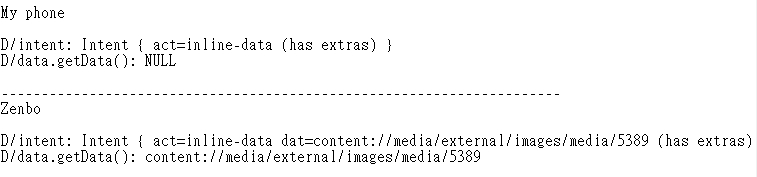 My phone
D/intent: Intent { act=inline-data (has extras) }
D/data.getData(): NULL
----------------------------------------------------------------------
Zenbo
D/intent: Intent { act=inline-data dat=content://media/external/images/media/5389 (has extras)
D/data.getData(): content://media/external/images/media/5389